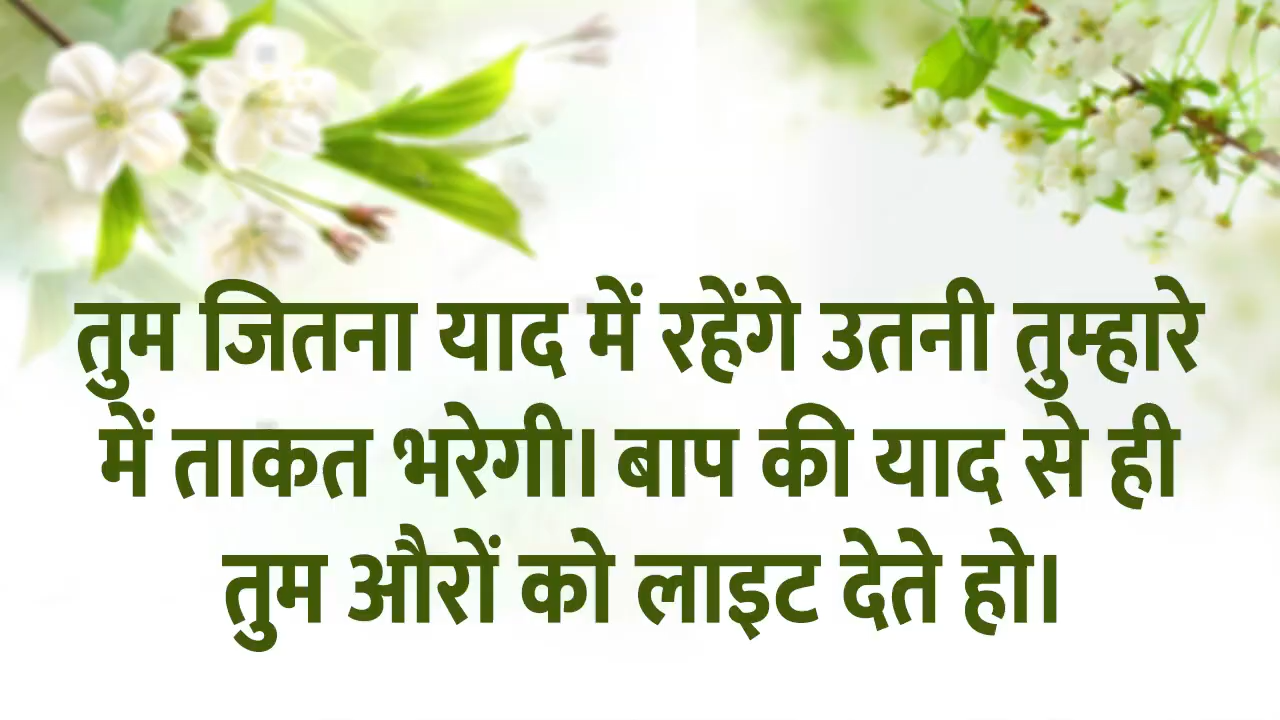 तुम जितना याद में रहेंगे उतनी तुम्हारे
में ताकत भरेगी। बाप की याद से ही
तुम औरों को लाइट देते हो।